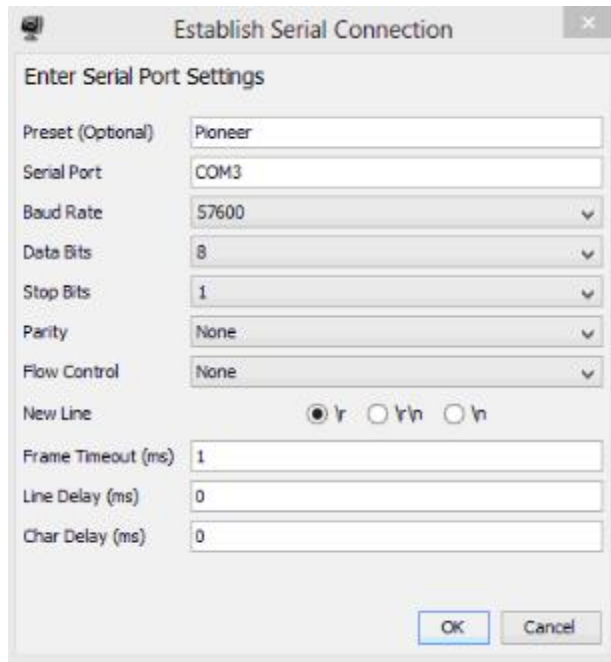 Establish Serial Connection
Enter Serial Port Settings
Preset (Optional) Pioneer
Serial Port COM3
Baud Rate 57600
Data Bits 8
Stop Bits 1
Parity None
Flow Control None
New Line \r \r\n \n
Frame Timeout (ms) 1
Line Delay (ms) 0
Char Delay (ms) 0
OK Cancel